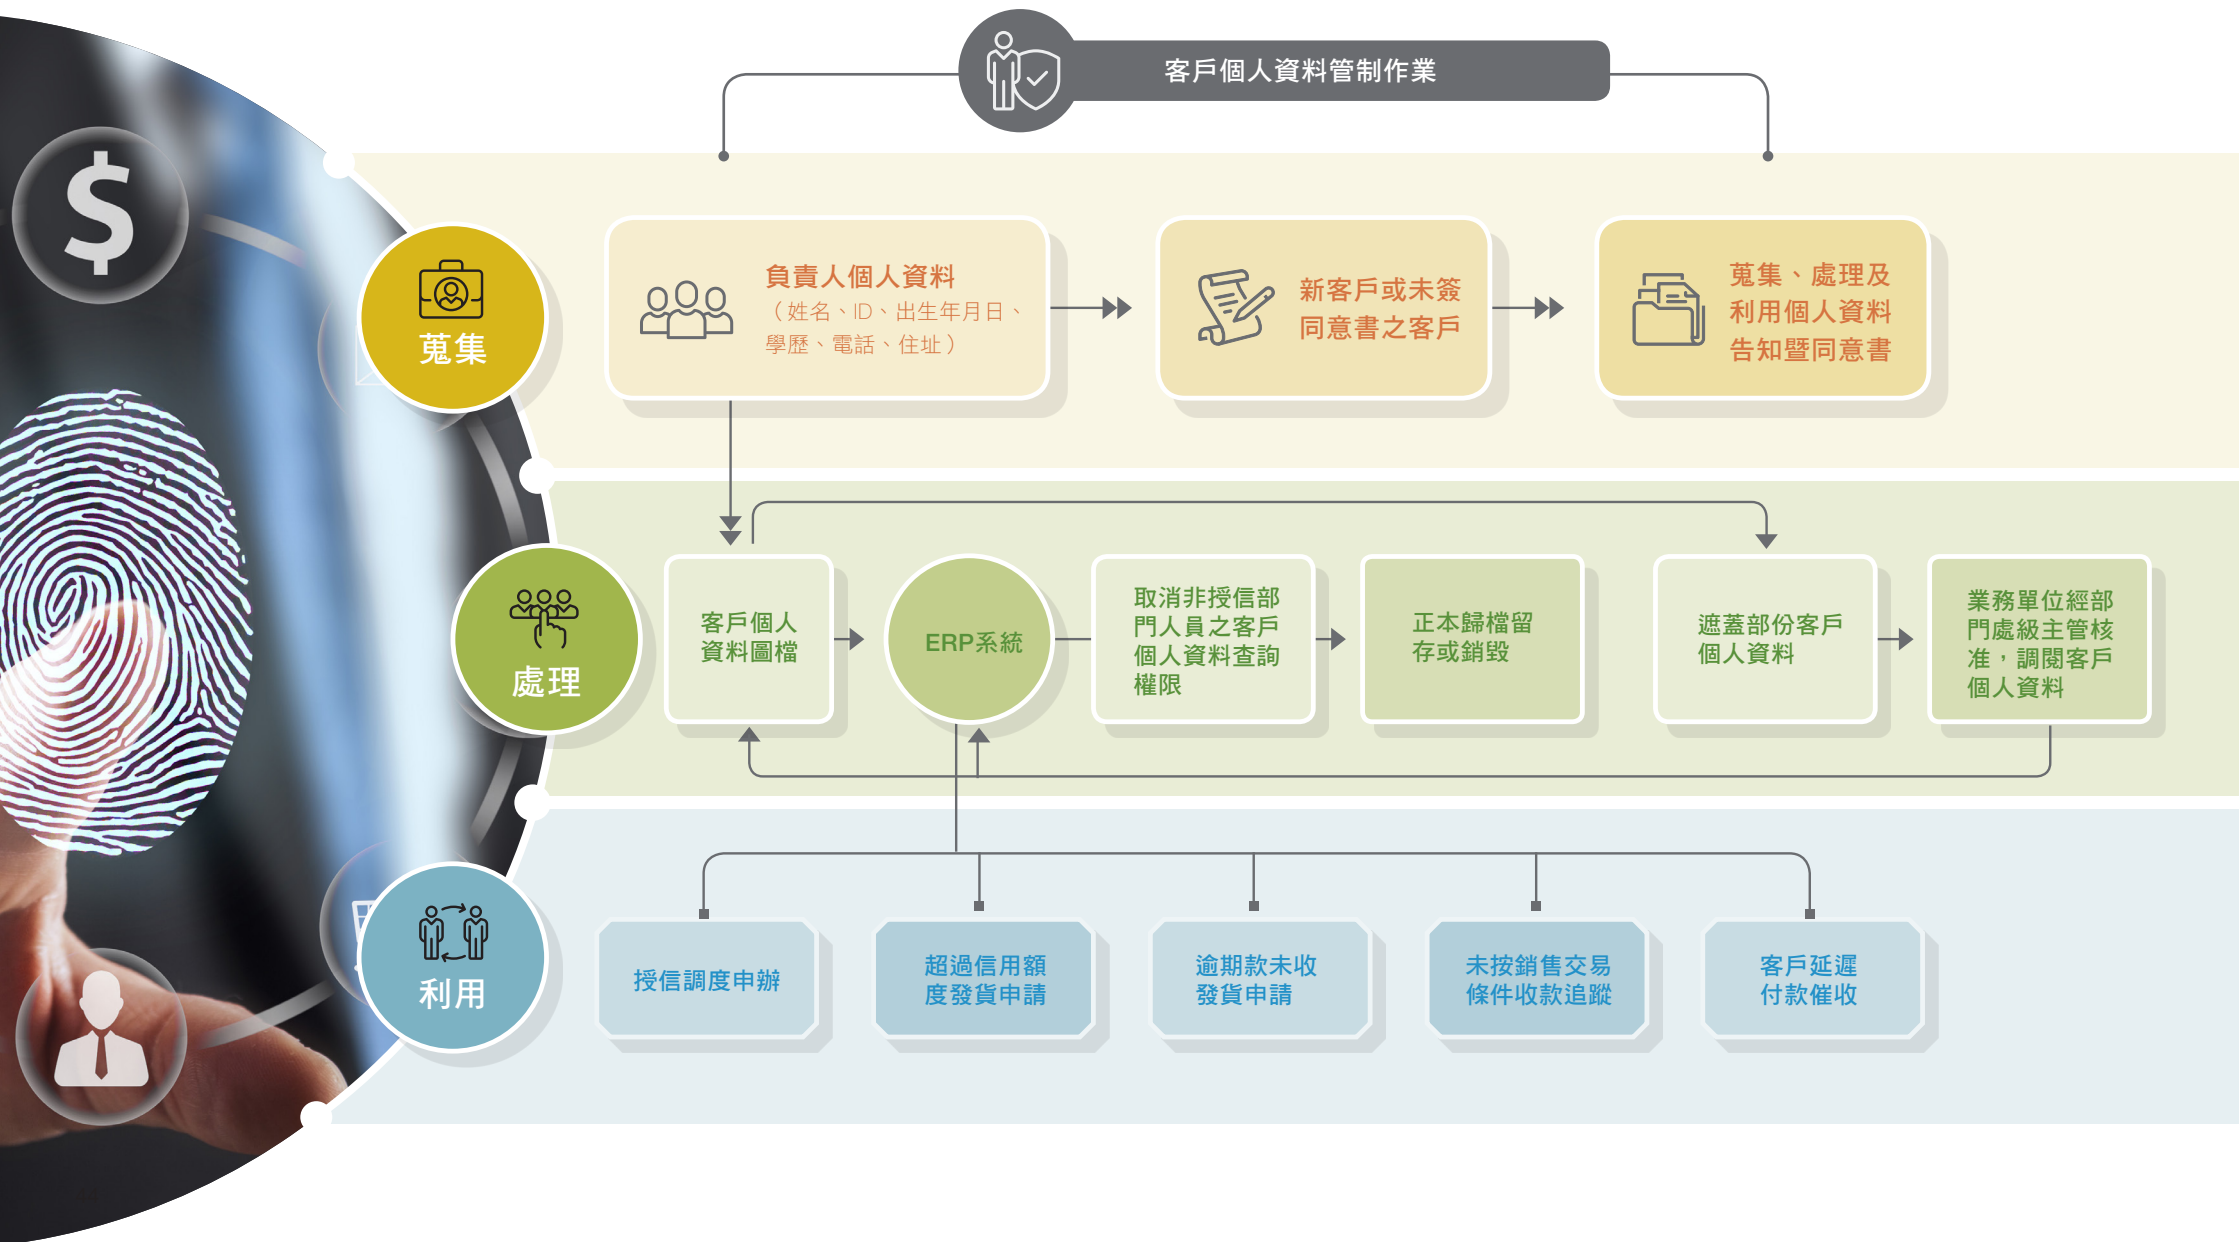 客戶個人資料管制作業
蒐集
負責人個人資料
（姓名、ID、出生年月日、
學歷、電話、住址）
新客戶或未簽
同意書之客戶
蒐集、處理及
利用個人資料
告知暨同意書
處理
客戶個人
資料圖檔
ERP系統
取消非授信部
門人員之客戶
個人資料查詢
權限
正本歸檔留
存或銷毀
遮蓋部份客戶
個人資料
業務單位經部
門處級主管核
准，調閱客戶
個人資料
利用
授信調度申辦
超過信用額
度發貨申請
逾期款未收
發貨申請
未按銷售交易
條件收款追蹤
客戶延遲
付款催收
$